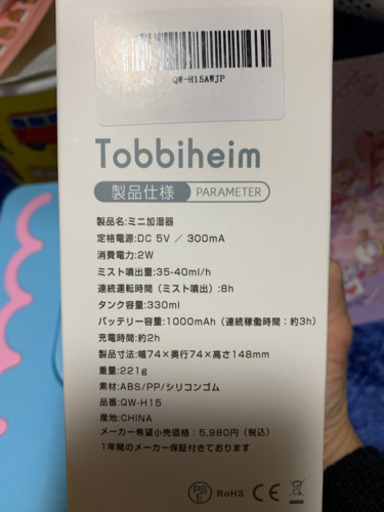 QW-H15AWJP
Tobbiheim
製品仕様 PARAMETER
製品名:ミニ加湿器
定格電源:DC 5V / 300mA
消費電力:2W
ミスト噴出量:35-40ml/h
連続運転時間（ミスト噴出）:8h
タンク容量:330ml
バッテリー容量:1000mAh（連続稼働時間：約3h）
充電時間:約2h
製品寸法:幅74×奥行74×高さ148mm
重量:221g
素材:ABS/PP/シリコンゴム
品番:QW-H15
産地:CHINA
メーカー希望小売価格：5,980円（税込）
1年間のメーカー保証付きています
PSE RoHS CE